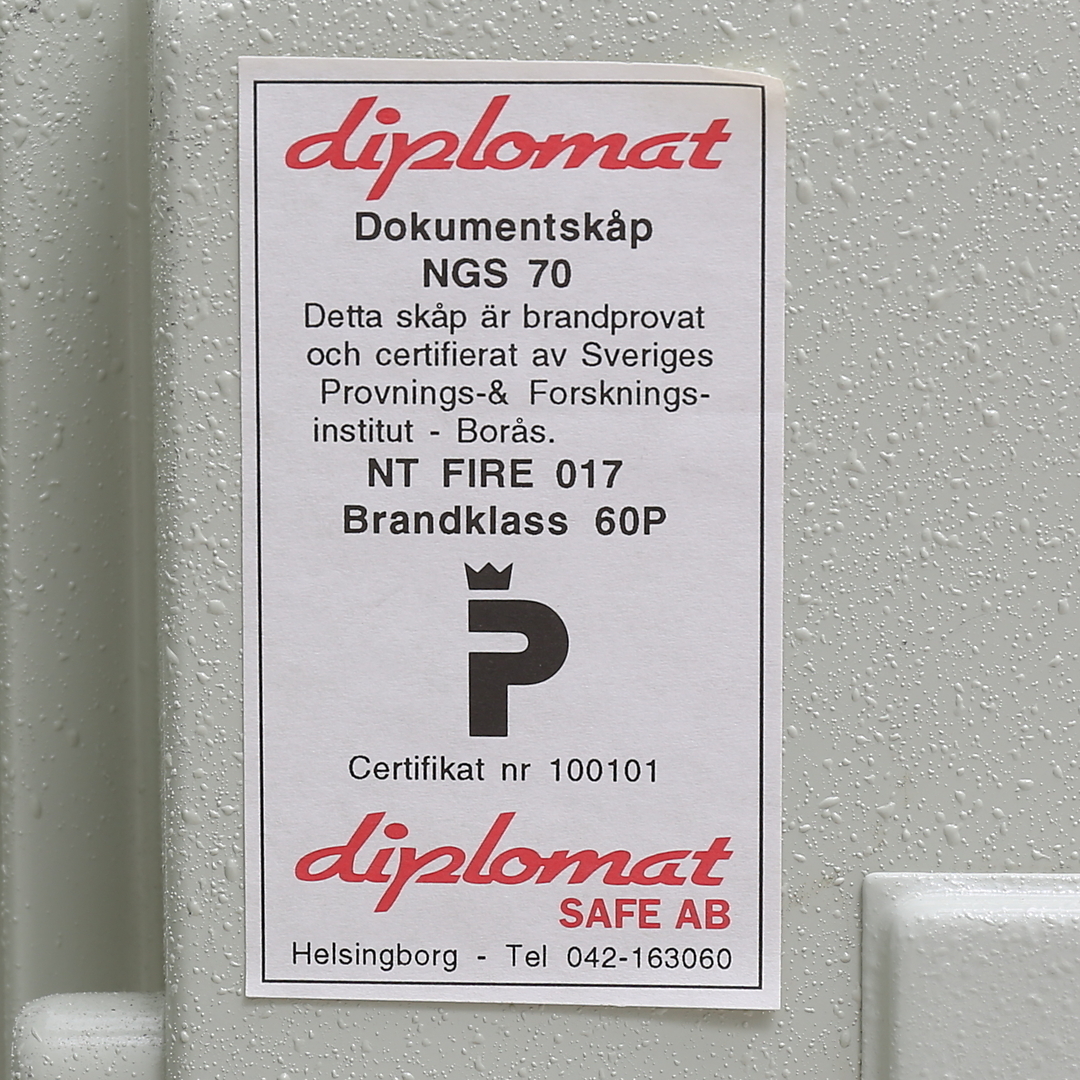 diplomat
Dokumentskåp
NGS 70
Detta skåp är brandprovat
och certifierat av Sveriges
Provnings-& Forsknings-
institut - Borås.
NT FIRE 017
Brandklass 60P
P
Certifikat nr 100101
diplomat
SAFE AB
Helsingborg - Tel 042-163060